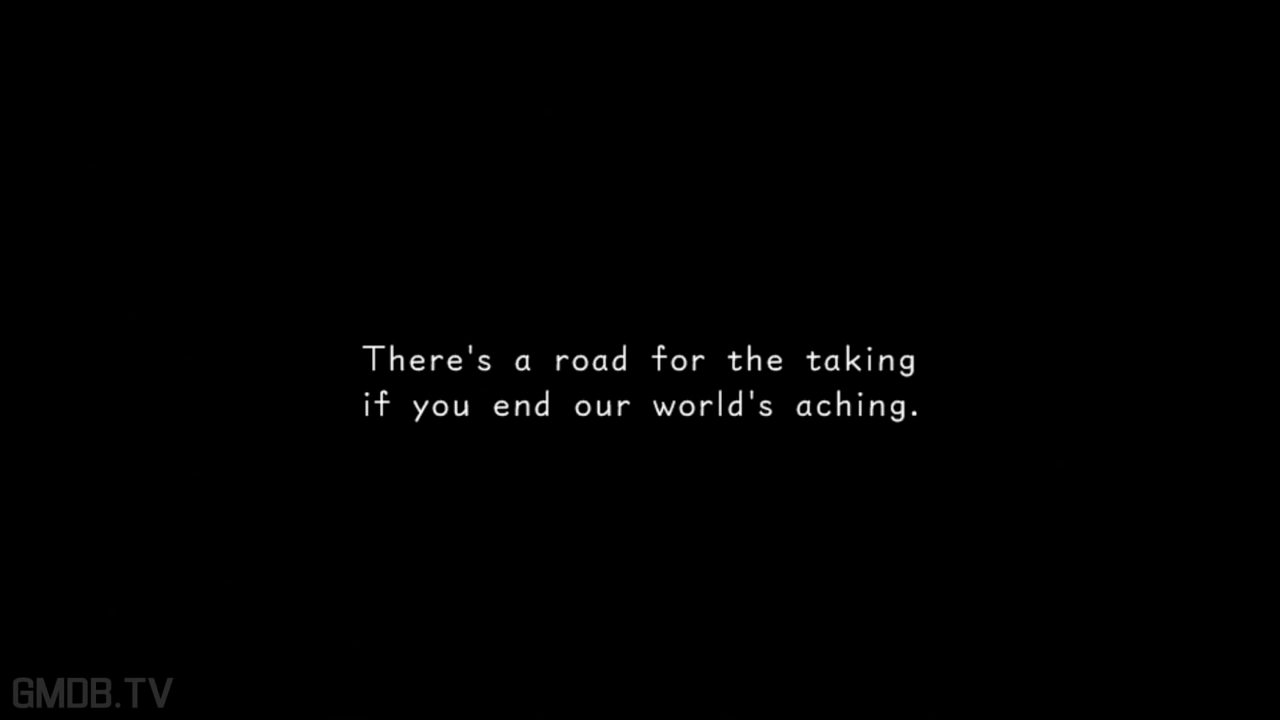 There's a road for the taking
if you end our world's aching.
GMDB.TV